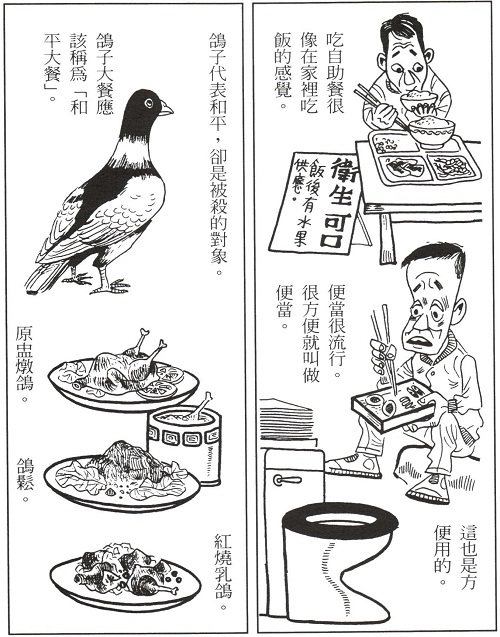 吃自助餐很
像在家裡吃
飯的感覺。
衛生可口
飯後有水果
供應。
便當很流行。
很方便就叫做
便當。
這也是方
便用的。
鴿子代表和平，卻是被殺的對象。
鴿子大餐應
該稱為「和
平大餐」。
原盅燉鴿。
鴿鬆。
紅燒乳鴿。